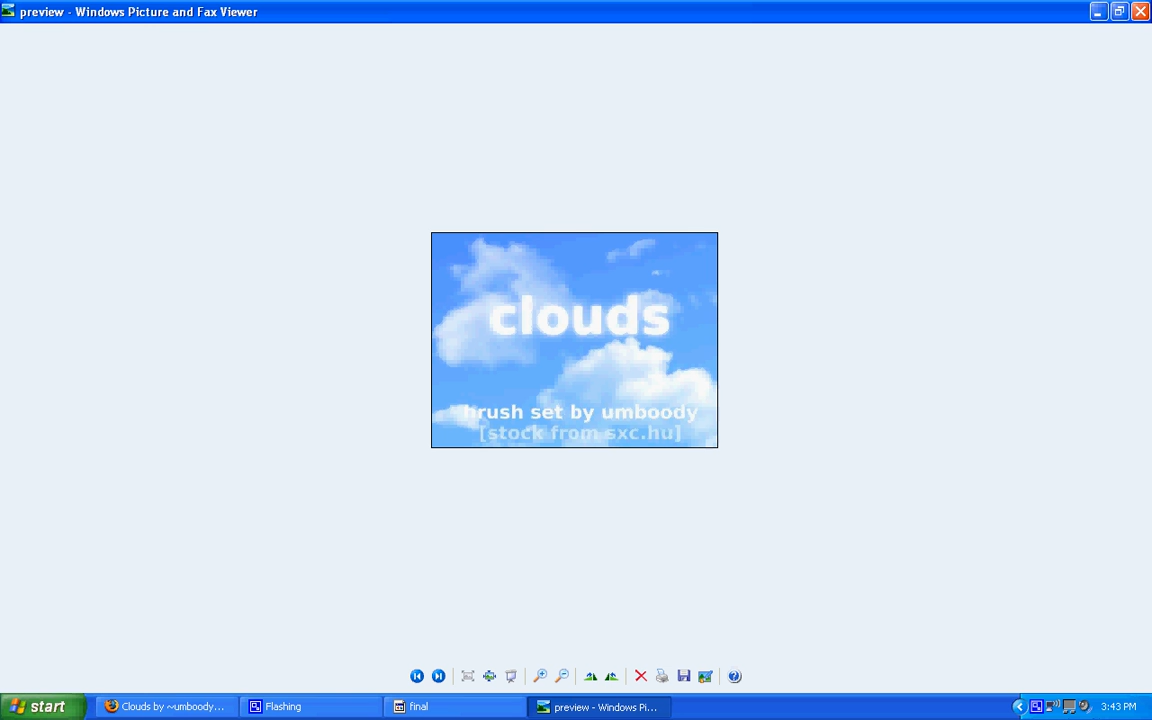 preview - Windows Picture and Fax Viewer
clouds
brush set by umboody
[stock from sxc.hu]
start
Clouds by ~umboody...
Flashing
final
preview - Windows Pi...
3:43 PM